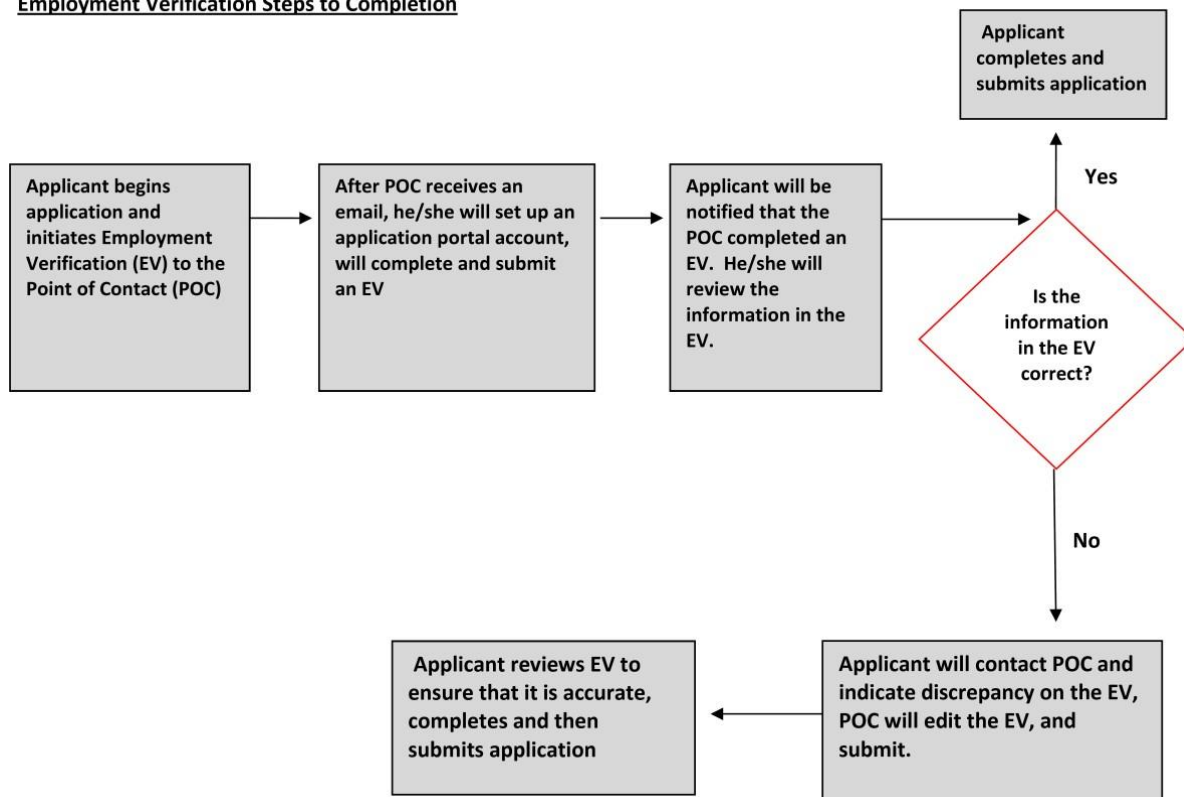 Employment Verification Steps to Completion
Applicant
completes and
submits application
Yes
Applicant begins
application and
initiates Employment
Verification (EV) to the
Point of Contact (POC)
After POC receives an
email, he/she will set up an
application portal account,
will complete and submit
an EV
Applicant will be
notified that the
POC completed an
EV. He/she will
review the
information in the
EV.
Is the
information
in the EV
correct?
No
Applicant will contact POC and
indicate discrepancy on the EV,
POC will edit the EV, and
submit.
Applicant reviews EV to
ensure that it is accurate,
completes and then
submits application